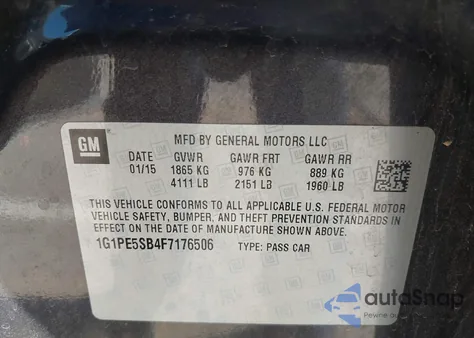 GM
MFD BY GENERAL MOTORS LLC
DATE GVWR GAWR FRT GAWR RR
01/15 1865 KG 976 KG 889 KG
4111 LB 2151 LB 1960 LB
THIS VEHICLE CONFORMS TO ALL APPLICABLE U.S. FEDERAL MOTOR
VEHICLE SAFETY, BUMPER, AND THEFT PREVENTION STANDARDS IN
EFFECT ON THE DATE OF MANUFACTURE SHOWN ABOVE.
1G1PE5SB4F7176506 TYPE: PASS CAR
autoSnap
Pewne auto